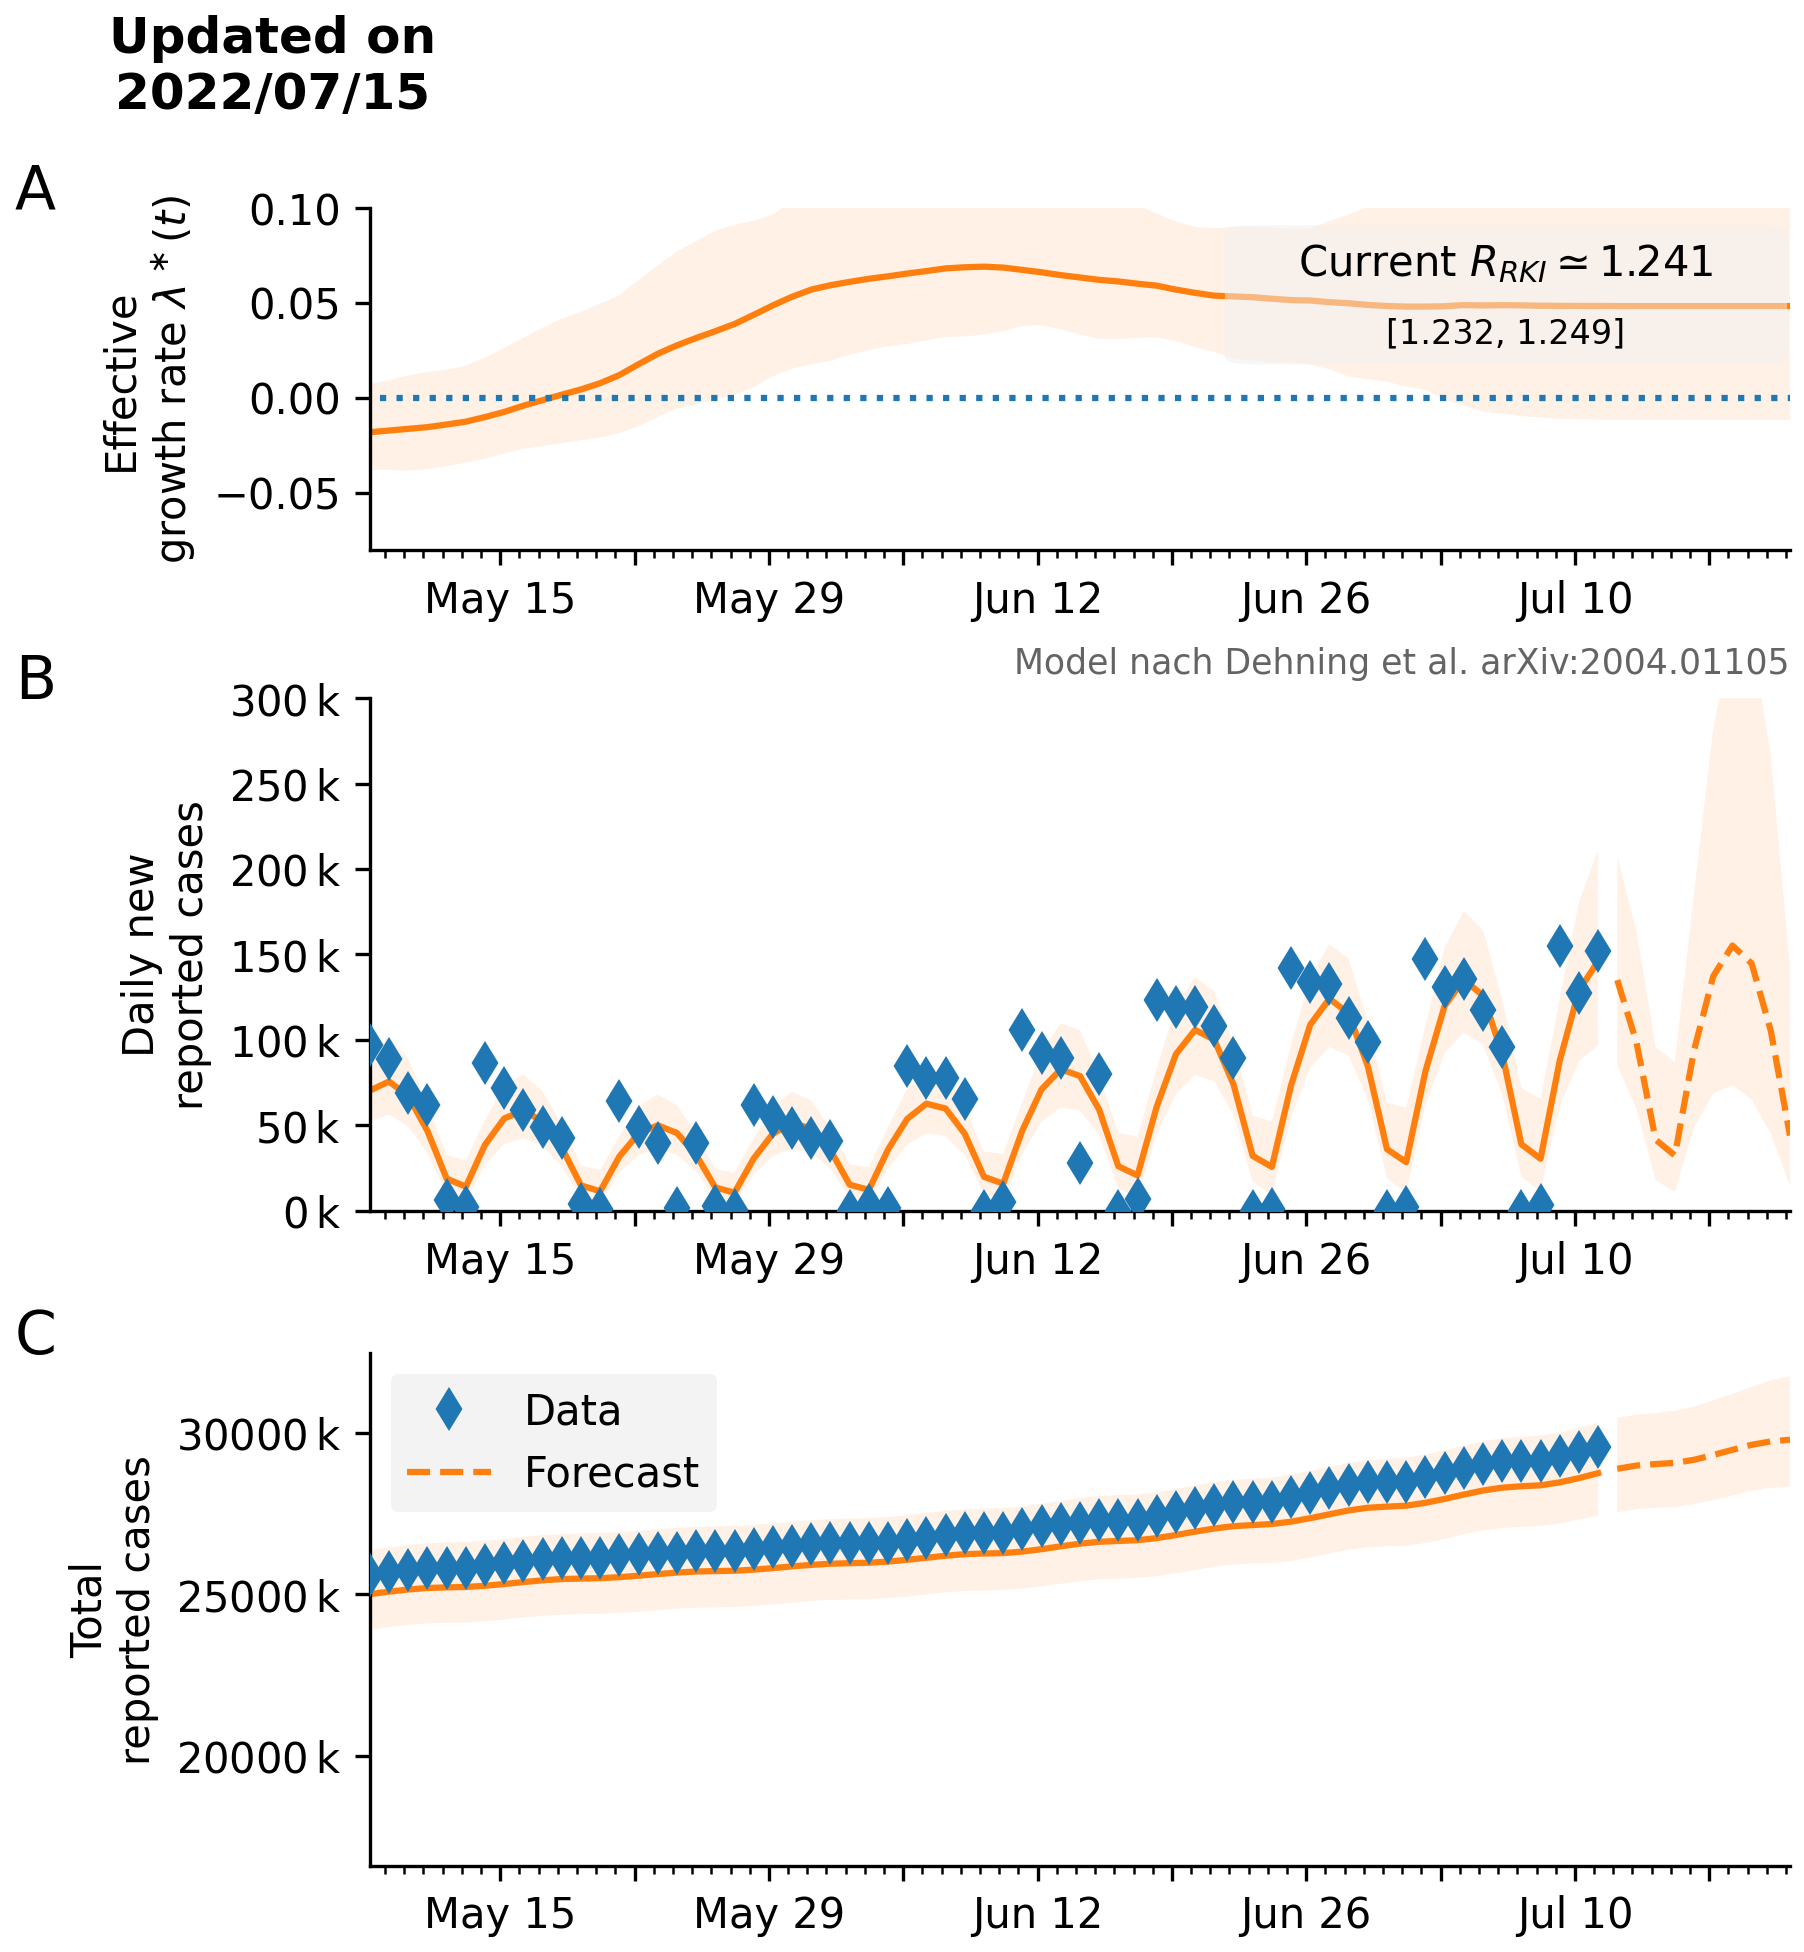 Updated on
2022/07/15
A
Effective
growth rate λ * (t)
0.10
0.05
0.00
−0.05
Current R_RKI ≃ 1.241
[1.232, 1.249]
May 15
May 29
Jun 12
Jun 26
Jul 10
Model nach Dehning et al. arXiv:2004.01105
B
Daily new
reported cases
300 k
250 k
200 k
150 k
100 k
50 k
0 k
May 15
May 29
Jun 12
Jun 26
Jul 10
C
Total
reported cases
30000 k
25000 k
20000 k
Data
Forecast
May 15
May 29
Jun 12
Jun 26
Jul 10